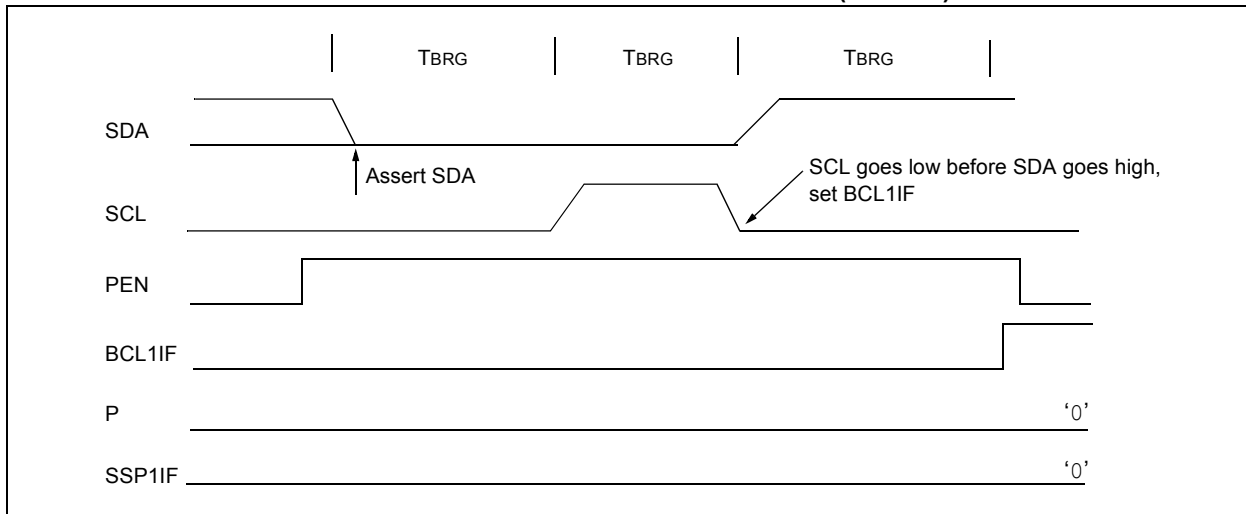 TBRG TBRG TBRG
SDA
Assert SDA
SCL goes low before SDA goes high,
set BCL1IF
SCL
PEN
BCL1IF
P '0'
SSP1IF '0'